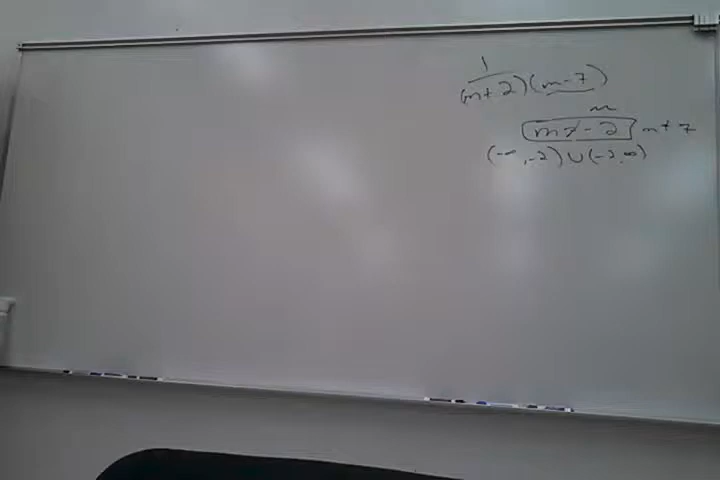 1
(m+2)(m-7)
m
m≠-2 m≠7
(-∞,-2)∪(-2,∞)